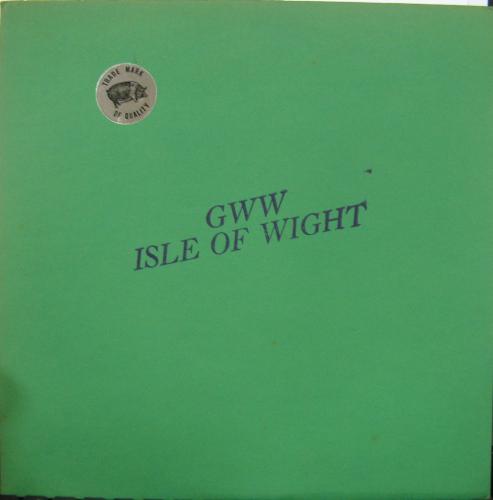 TRADE MARK
OF QUALITY
GWW
ISLE OF WIGHT